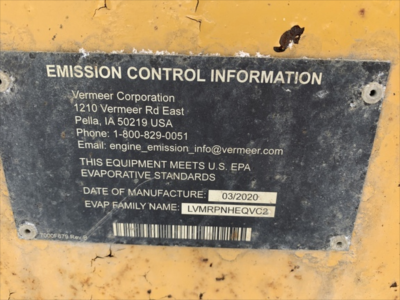 EMISSION CONTROL INFORMATION
Vermeer Corporation
1210 Vermeer Rd East
Pella, IA 50219 USA
Phone: 1-800-829-0051
Email: engine_emission_info@vermeer.com
THIS EQUIPMENT MEETS U.S. EPA
EVAPORATIVE STANDARDS
DATE OF MANUFACTURE: 03/2020
EVAP FAMILY NAME: LVMRPNHEQVC2